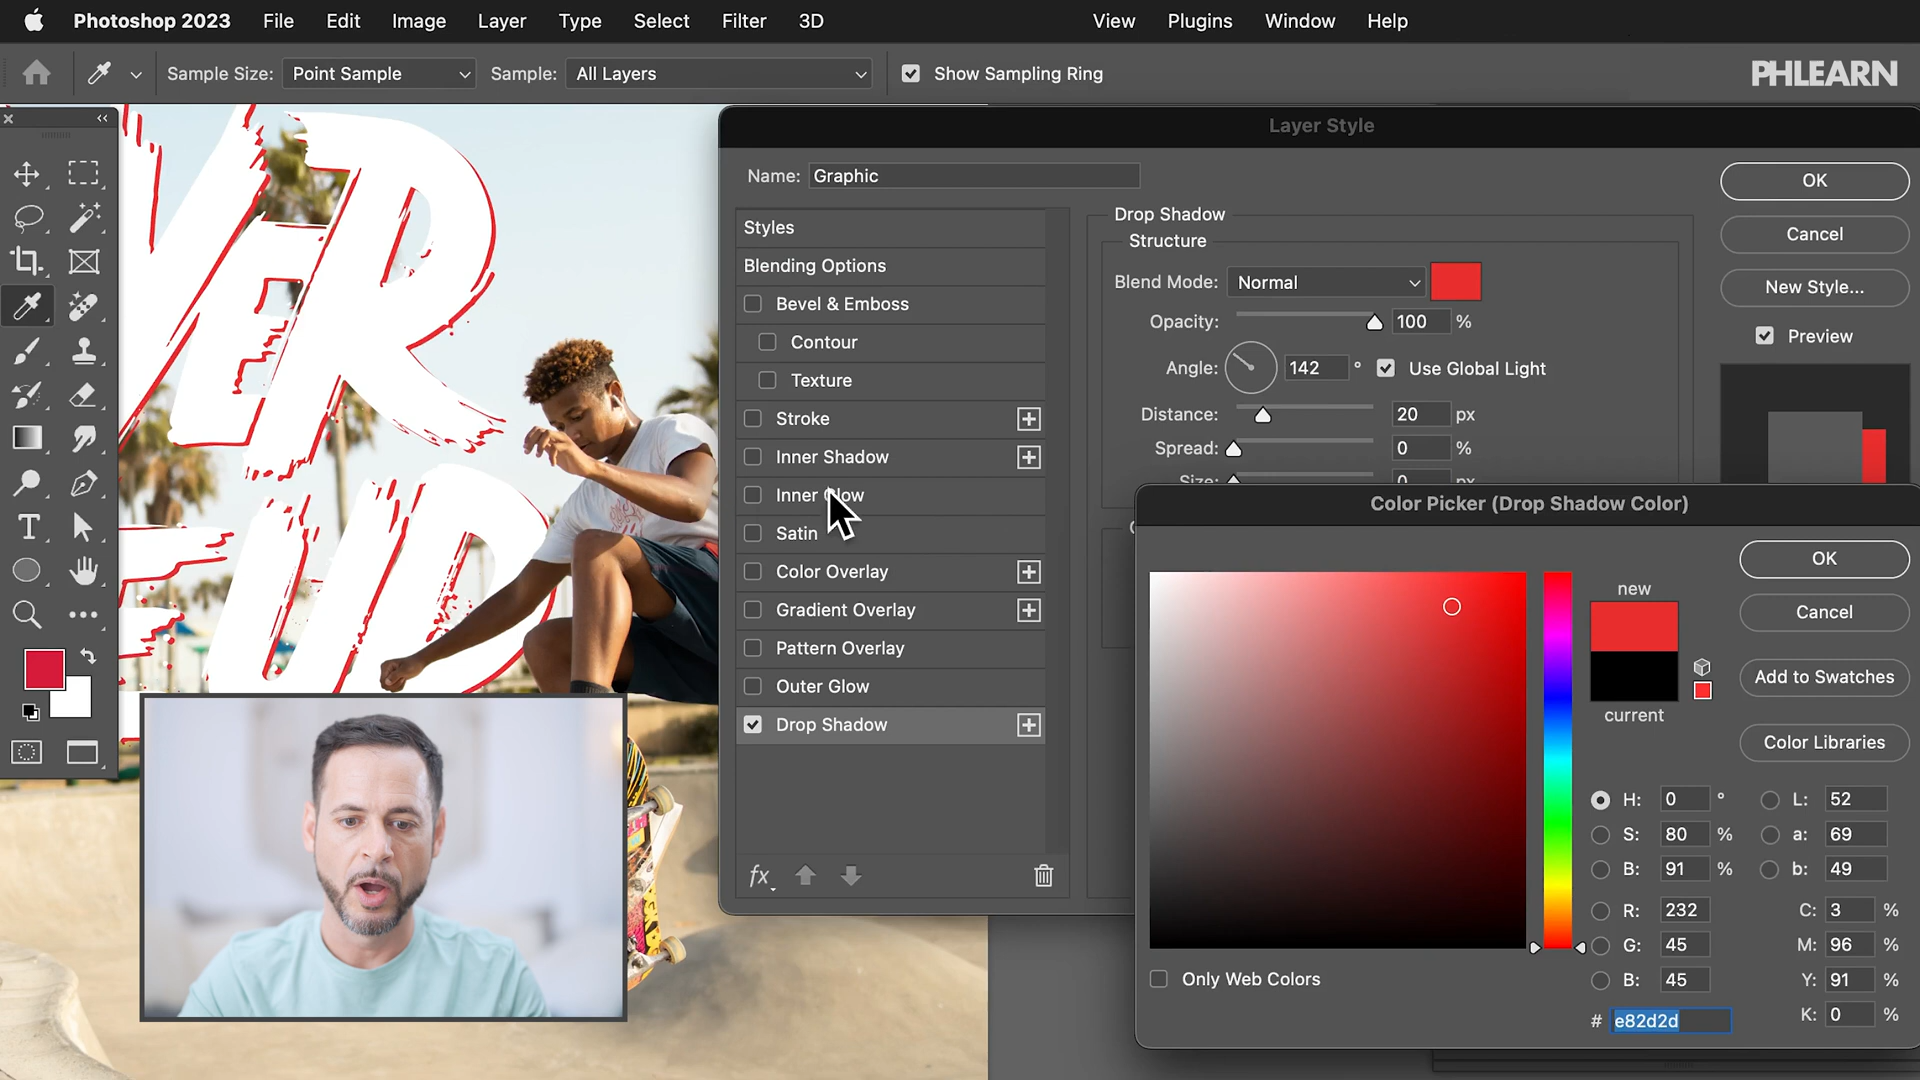 Photoshop 2023 File Edit Image Layer Type Select Filter 3D View Plugins Window Help
Sample Size: Point Sample Sample: All Layers Show Sampling Ring PHLEARN
Layer Style
Name: Graphic
OK
Cancel
New Style...
Preview
Styles
Blending Options
Bevel & Emboss
Contour
Texture
Stroke
Inner Shadow
Inner Glow
Satin
Color Overlay
Gradient Overlay
Pattern Overlay
Outer Glow
Drop Shadow
fx
Drop Shadow
Structure
Blend Mode: Normal
Opacity: 100 %
Angle: 142 ° Use Global Light
Distance: 20 px
Spread: 0 %
Size: 0 px
Color Picker (Drop Shadow Color)
new
current
OK
Cancel
Add to Swatches
Color Libraries
H: 0 ° L: 52
S: 80 % a: 69
B: 91 % b: 49
R: 232 C: 3 %
G: 45 M: 96 %
B: 45 Y: 91 %
# e82d2d K: 0 %
Only Web Colors
VER